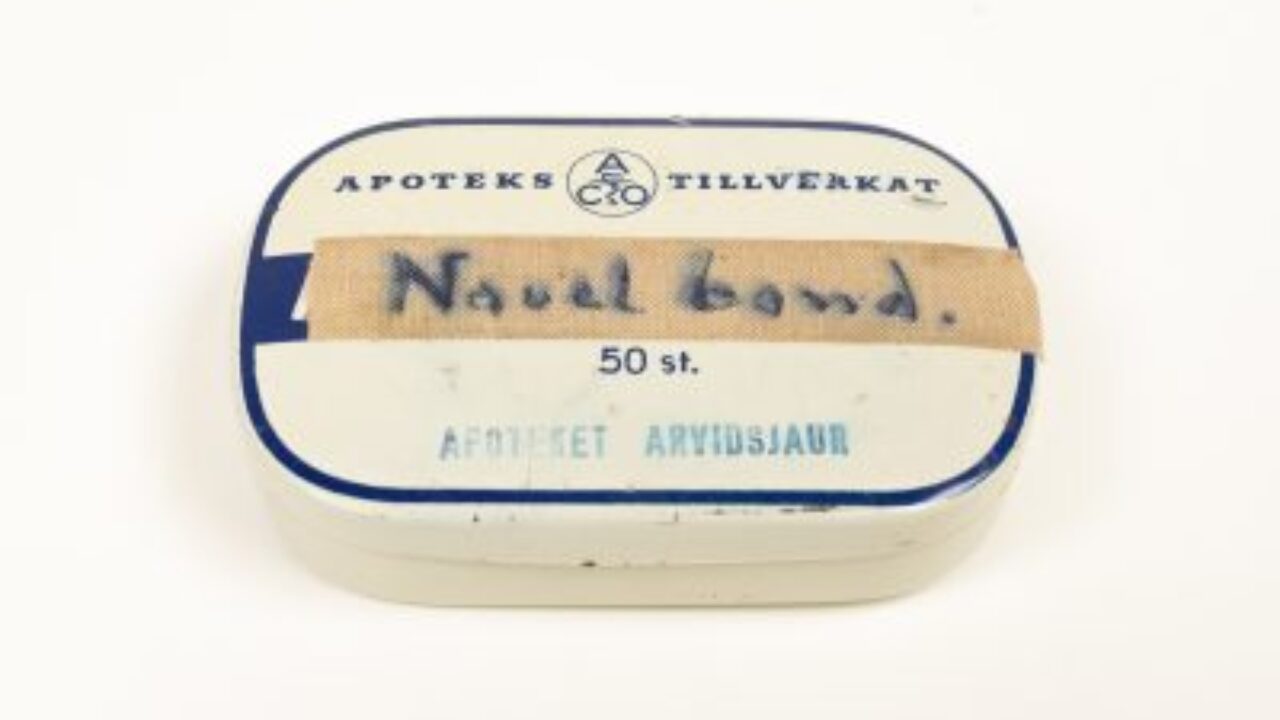 APOTEKS ACO TILLVERKAT
Navel band.
50 st.
APOTEKET ARVIDSJAUR